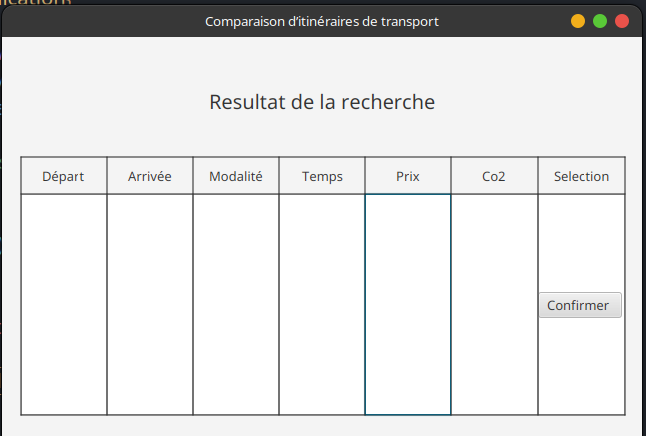 Comparaison d’itinéraires de transport
Resultat de la recherche
Départ Arrivée Modalité Temps Prix Co2 Selection
Confirmer